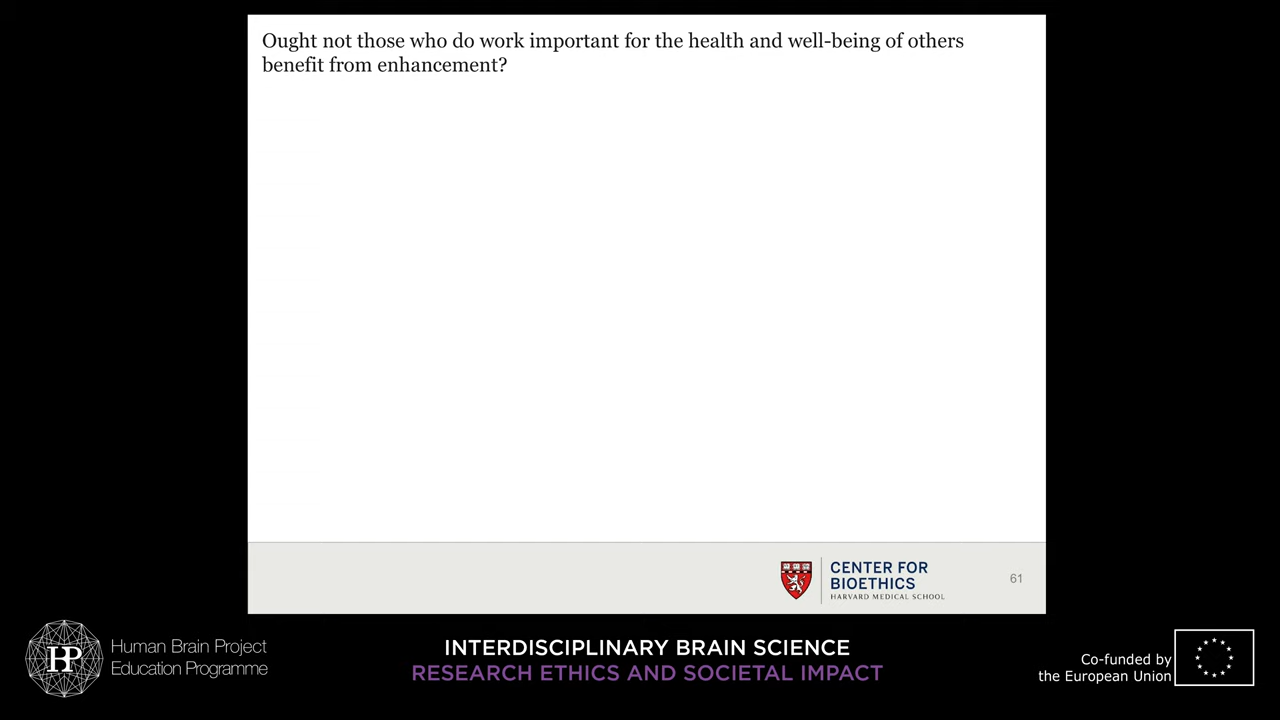 Ought not those who do work important for the health and well-being of others
benefit from enhancement?
CENTER FOR
BIOETHICS
HARVARD MEDICAL SCHOOL
61
HBP
Human Brain Project
Education Programme
INTERDISCIPLINARY BRAIN SCIENCE
RESEARCH ETHICS AND SOCIETAL IMPACT
Co-funded by
the European Union